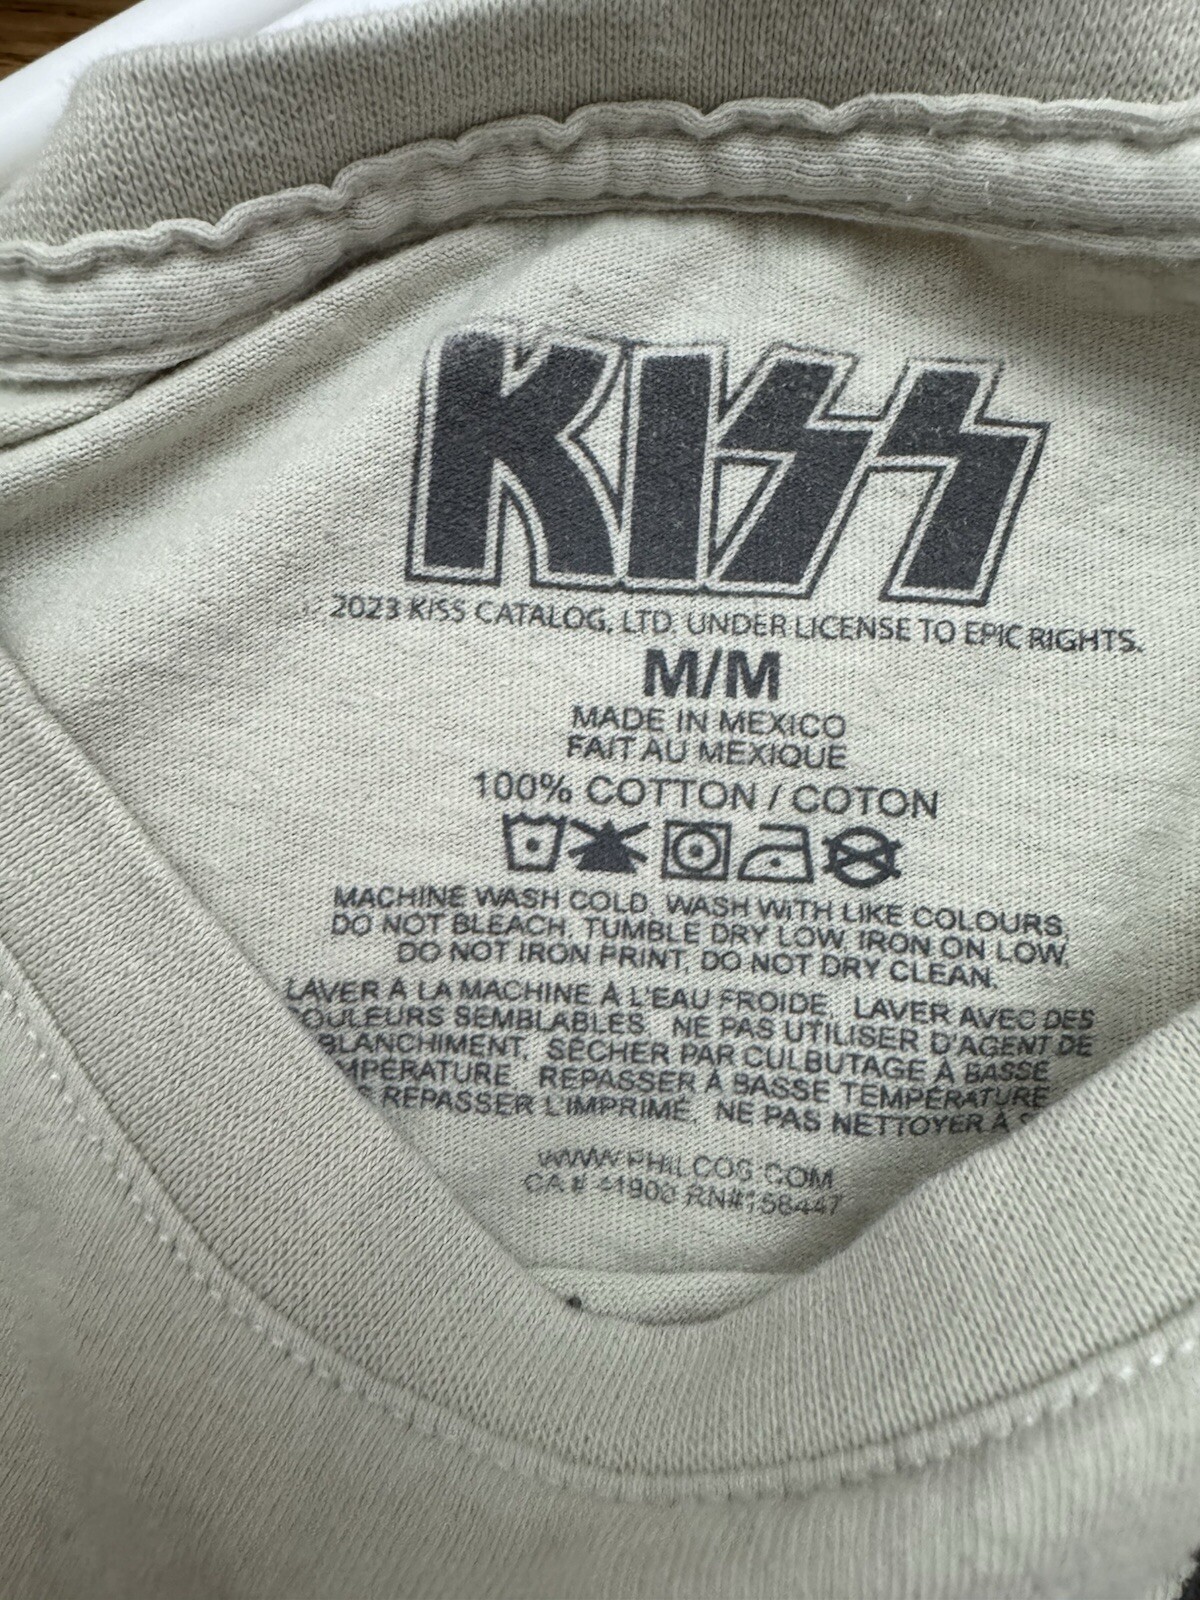 KISS
2023 KISS CATALOG, LTD. UNDER LICENSE TO EPIC RIGHTS.
M/M
MADE IN MEXICO
FAIT AU MEXIQUE
100% COTTON / COTON
MACHINE WASH COLD, WASH WITH LIKE COLOURS,
DO NOT BLEACH, TUMBLE DRY LOW, IRON ON LOW,
DO NOT IRON PRINT, DO NOT DRY CLEAN.
LAVER À LA MACHINE À L'EAU FROIDE, LAVER AVEC DES
COULEURS SEMBLABLES, NE PAS UTILISER D'AGENT DE
BLANCHIMENT, SÉCHER PAR CULBUTAGE À BASSE
MPÉRATURE, REPASSER À BASSE TEMPÉRATURE,
REPASSER L'IMPRIMÉ, NE PAS NETTOYER À
WWW.PHILCOS.COM
CA# RN#